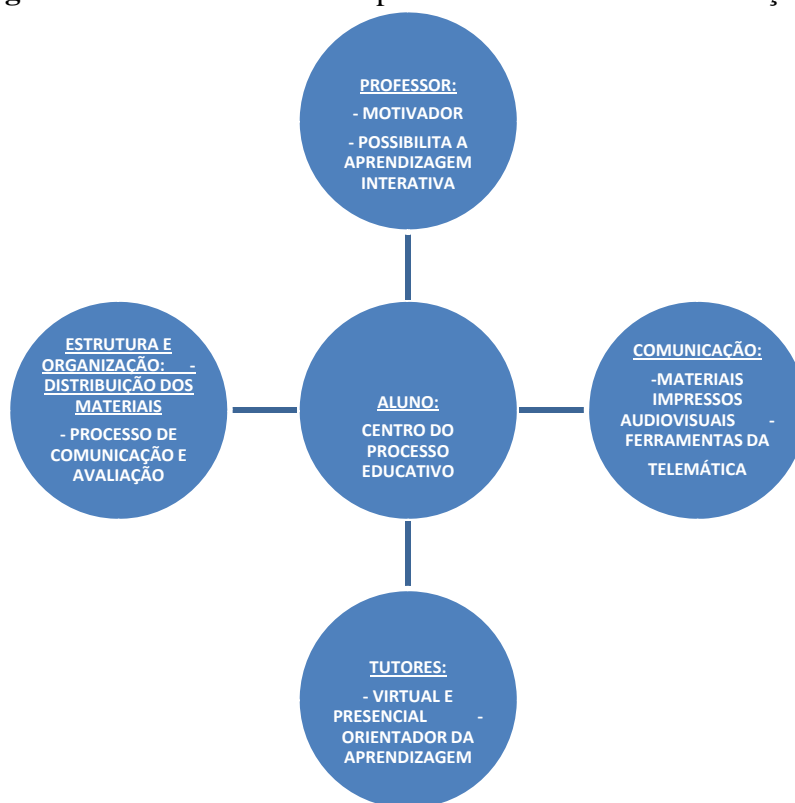 PROFESSOR:
- MOTIVADOR
- POSSIBILITA A
APRENDIZAGEM
INTERATIVA
ESTRUTURA E
ORGANIZAÇÃO: -
DISTRIBUIÇÃO DOS
MATERIAIS
- PROCESSO DE
COMUNICAÇÃO E
AVALIAÇÃO
ALUNO:
CENTRO DO
PROCESSO
EDUCATIVO
COMUNICAÇÃO:
-MATERIAIS
IMPRESSOS
AUDIOVISUAIS -
FERRAMENTAS DA
TELEMÁTICA
TUTORES:
- VIRTUAL E
PRESENCIAL -
ORIENTADOR DA
APRENDIZAGEM